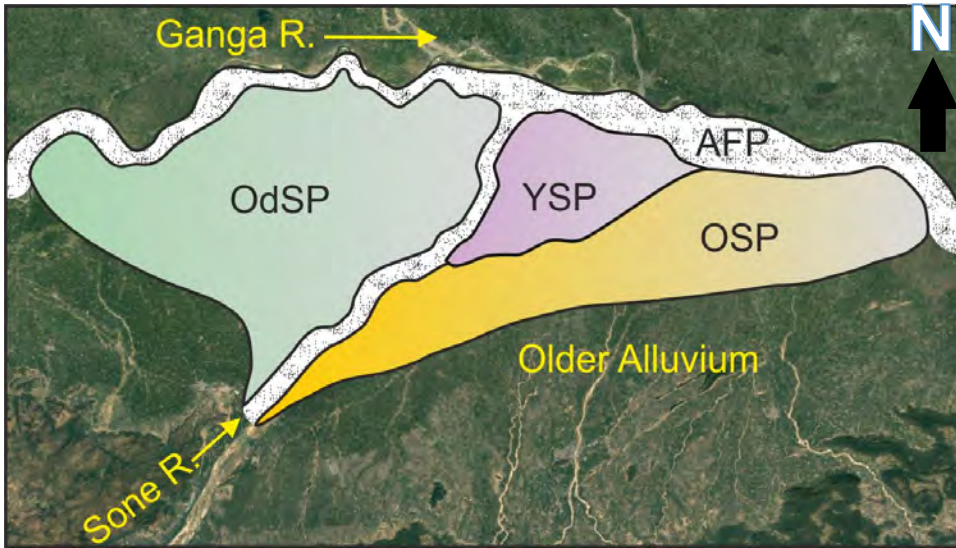 Ganga R.
N
AFP
OdSP
YSP
OSP
Older Alluvium
Sone R.